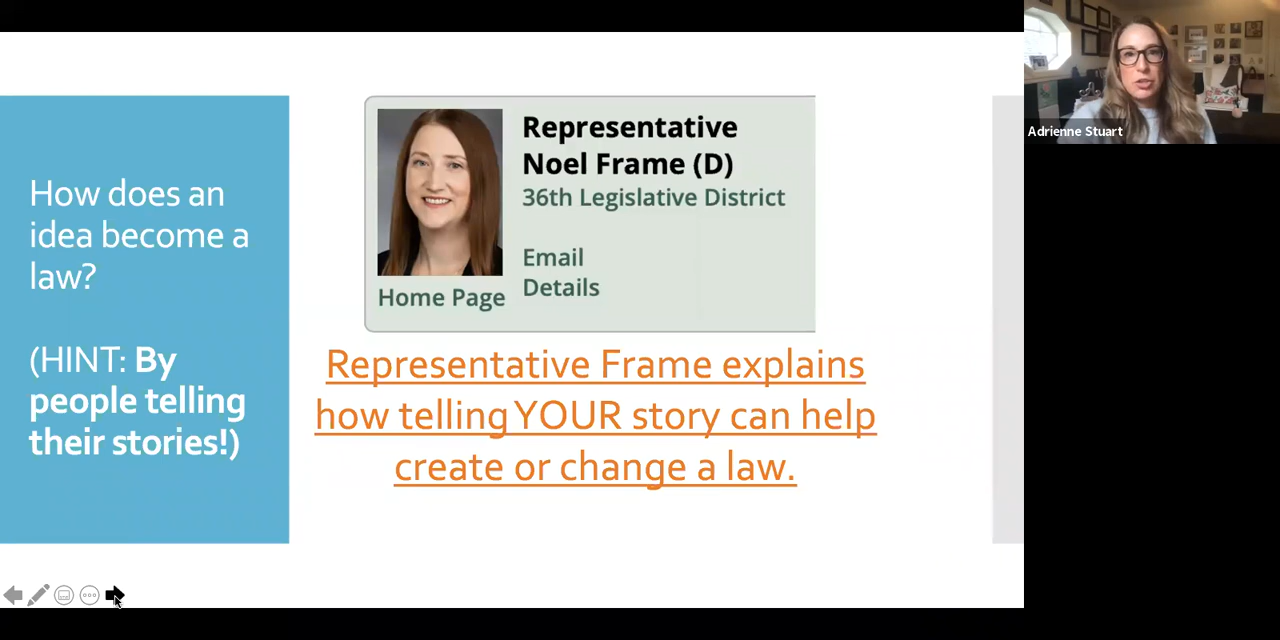 How does an
idea become a
law?
(HINT: By
people telling
their stories!)
Representative
Noel Frame (D)
36th Legislative District
Email
Details
Home Page
Representative Frame explains
how telling YOUR story can help
create or change a law.
Adrienne Stuart